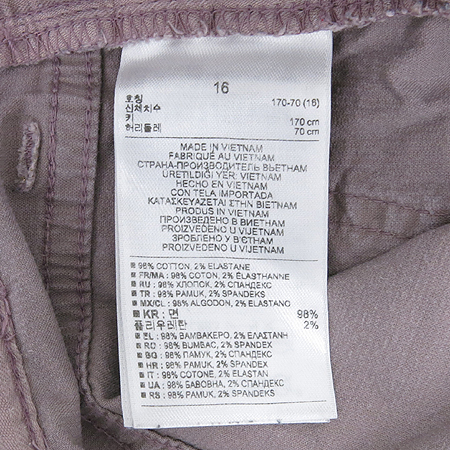 16
호칭 170-70 (16)
신체치수
키 170 cm
허리둘레 70 cm
MADE IN VIETNAM
FABRIQUÉ AU VIETNAM
СТРАНА-ПРОИЗВОДИТЕЛЬ ВЬЕТНАМ
ÜRETİLDİĞİ YER: VIETNAM
HECHO EN VIETNAM
CON TELA IMPORTADA
ΚΑΤΑΣΚΕΥΑΖΕΤΑΙ ΣΤΗΝ ΒΙΕΤΝΑΜ
PRODUS IN VIETNAM
ПРОИЗВЕДЕНО В ВИЕТНАМ
PROIZVEDENO U VIJETNAM
ЗРОБЛЕНО У В'ЄТНАМ
PROIZVEDENO U VIJETNAM
98% COTTON, 2% ELASTANE
FR/MA : 98% COTON, 2% ÉLASTHANNE
RU : 98% ХЛОПОК, 2% СПАНДЕКС
TR : 98% PAMUK, 2% SPANDEKS
MX/CL : 98% ALGODON, 2% ELASTANO
KR : 면 98%
폴리우레탄 2%
EL : 98% ΒΑΜΒΑΚΕΡΟ, 2% ΕΛΑΣΤΑΝΗ
RO : 98% BUMBAC, 2% SPANDEX
BG : 98% ПАМУК, 2% СПАНДЕКС
HR : 98% PAMUK, 2% SPANDEX
IT : 98% COTONE, 2% ELASTAN
UA : 98% БАВОВНА, 2% СПАНДЕКС
RS : 98% PAMUK, 2% SPANDEKS